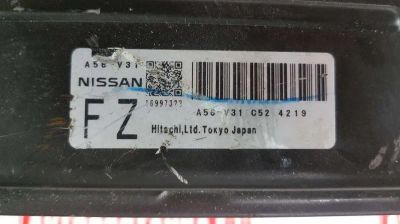 A56-V31
NISSAN
FZ
A56-V31 C52 4219
Hitachi,Ltd.Tokyo Japan